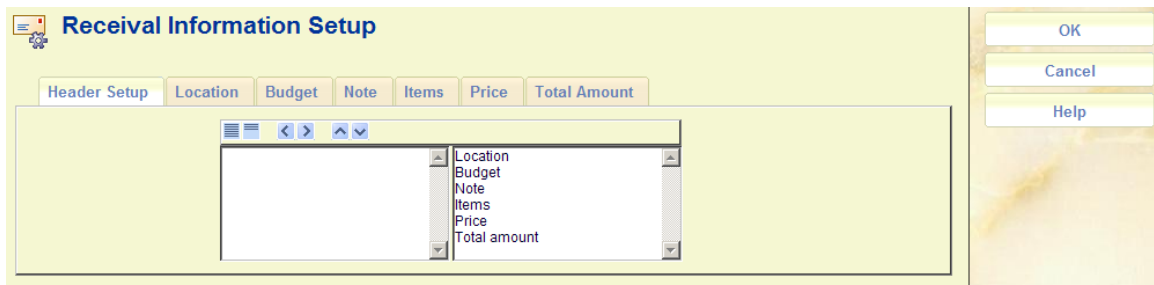 Receival Information Setup
Header Setup Location Budget Note Items Price Total Amount
Location
Budget
Note
Items
Price
Total amount
OK
Cancel
Help